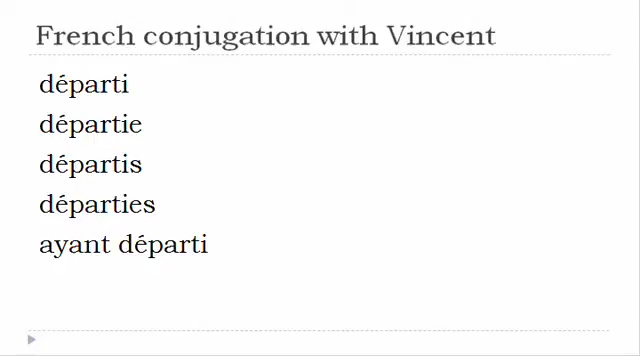 French conjugation with Vincent
départi
départie
départis
départies
ayant départi